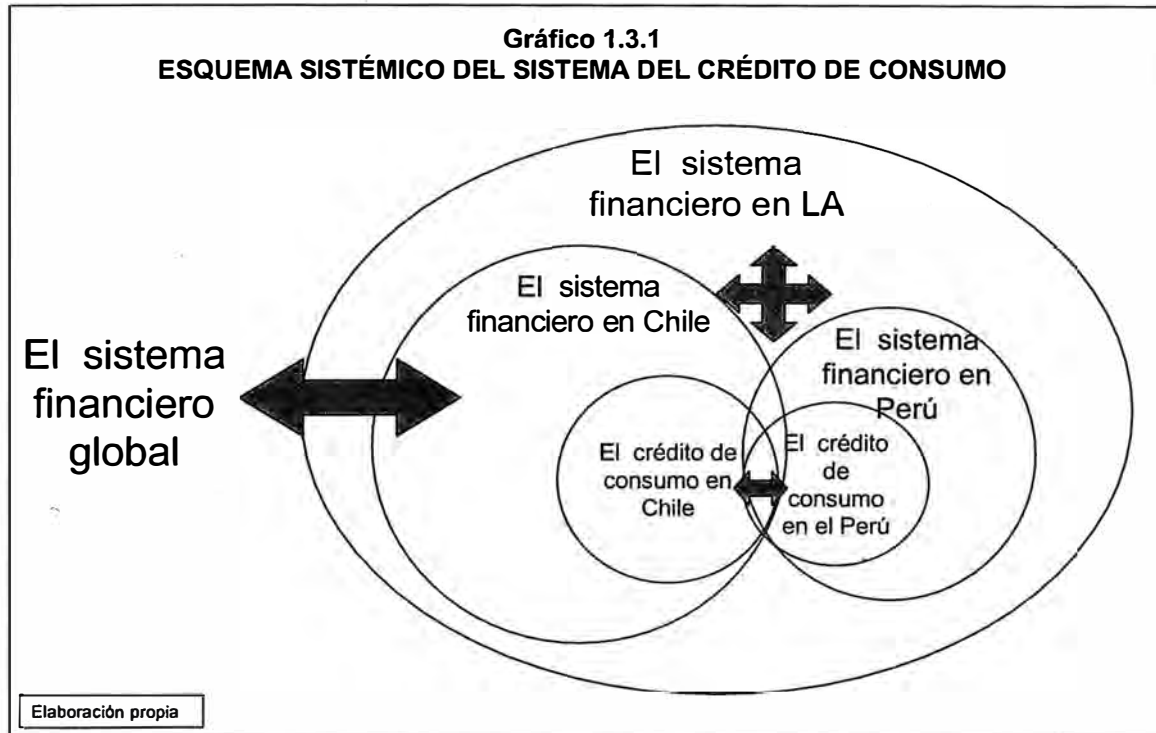 Gráfico 1.3.1
ESQUEMA SISTÉMICO DEL SISTEMA DEL CRÉDITO DE CONSUMO
El sistema
financiero en LA
El sistema
financiero en Chile
El sistema
financiero
global
El sistema
financiero en
Perú
El crédito de
consumo en
Chile
El crédito
de
consumo
en el Perú
Elaboración propia